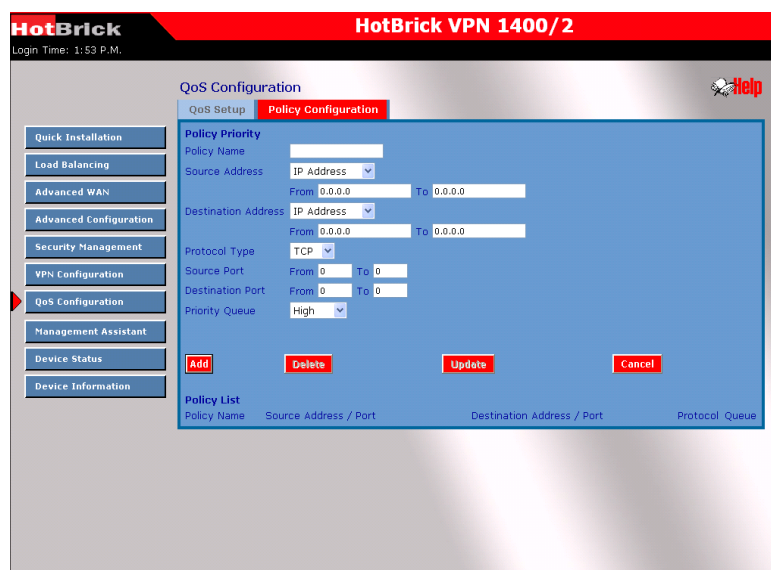 HotBrick
HotBrick VPN 1400/2
Login Time: 1:53 P.M.
QoS Configuration
Help
QoS Setup
Policy Configuration
Quick Installation
Load Balancing
Advanced WAN
Advanced Configuration
Security Management
VPN Configuration
QoS Configuration
Management Assistant
Device Status
Device Information
Policy Priority
Policy Name
Source Address IP Address
From 0.0.0.0 To 0.0.0.0
Destination Address IP Address
From 0.0.0.0 To 0.0.0.0
Protocol Type TCP
Source Port From 0 To 0
Destination Port From 0 To 0
Priority Queue High
Add Delete Update Cancel
Policy List
Policy Name Source Address / Port Destination Address / Port Protocol Queue